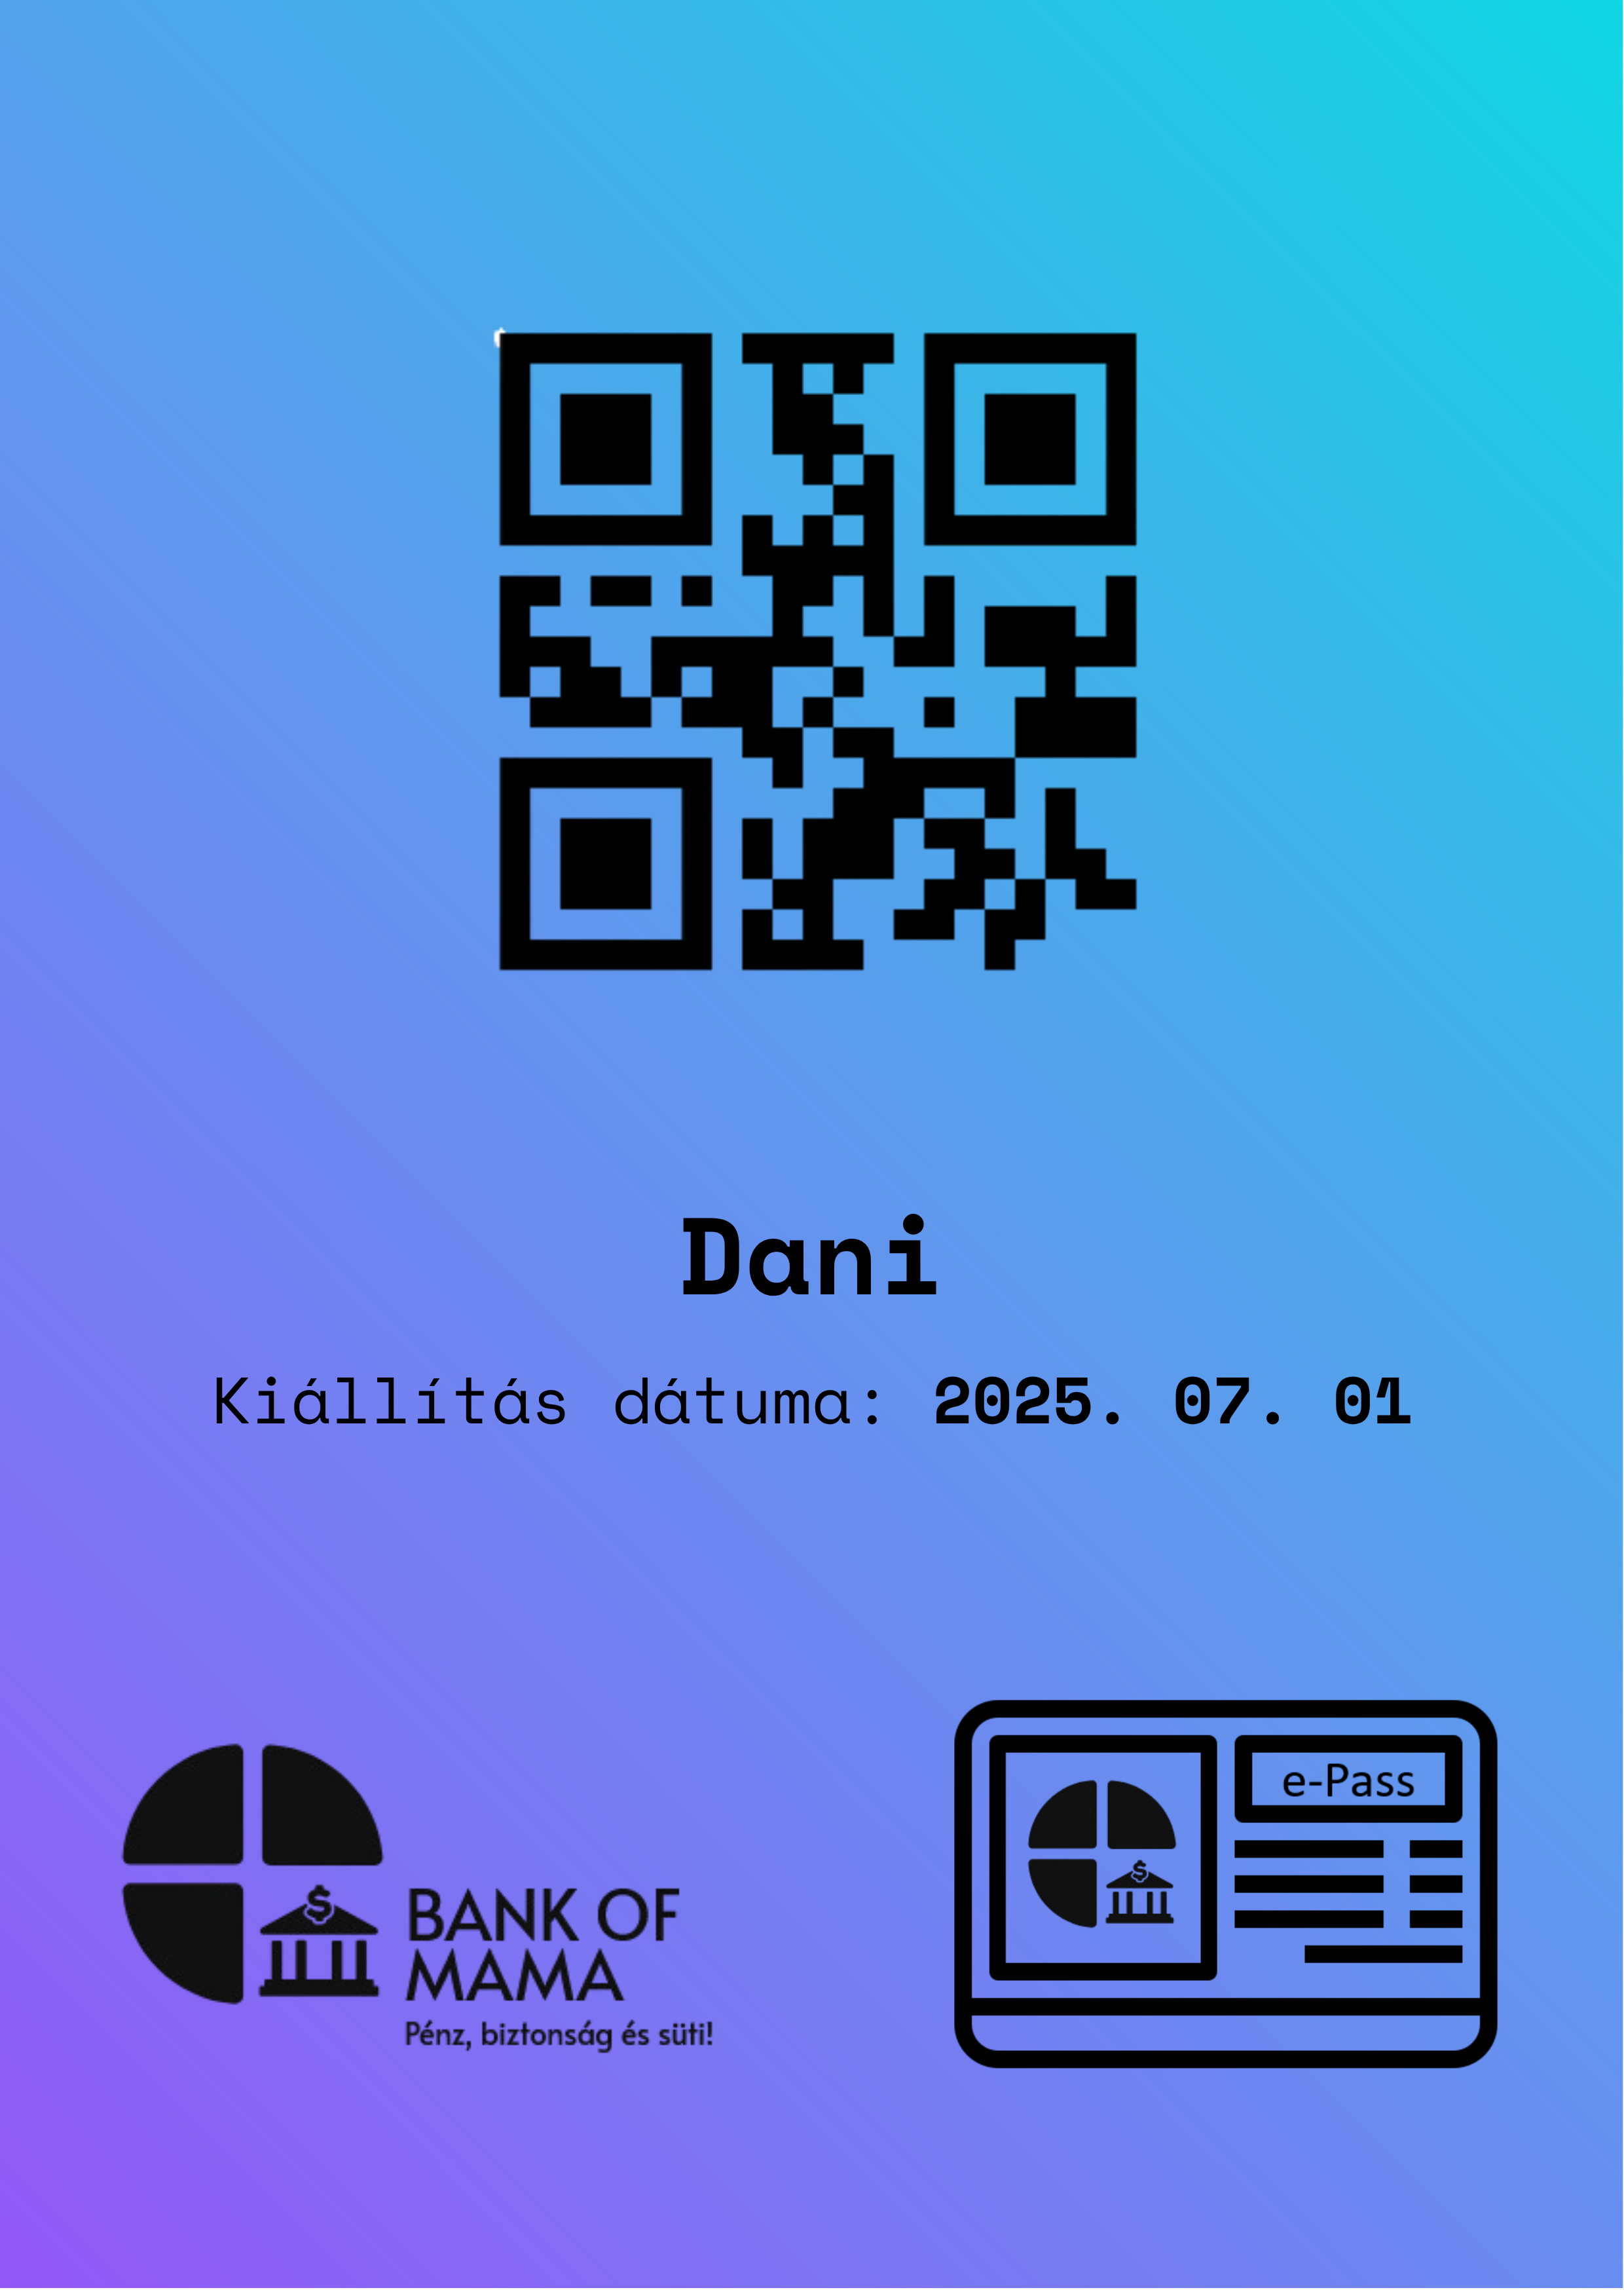 Dani
Kiállítás dátuma: 2025. 07. 01
BANK OF
MAMA
Pénz, biztonság és süti!
e-Pass